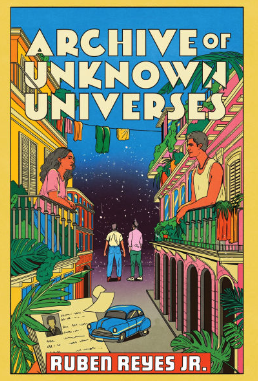 ARCHIVE OF
UNKNOWN
UNIVERSES
RUBEN REYES JR.